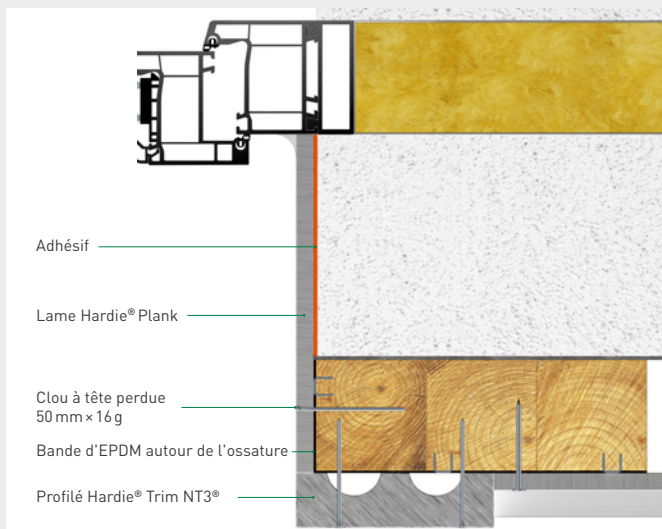 Adhésif
Lame Hardie® Plank
Clou à tête perdue
50 mm × 16 g
Bande d'EPDM autour de l'ossature
Profilé Hardie® Trim NT3®